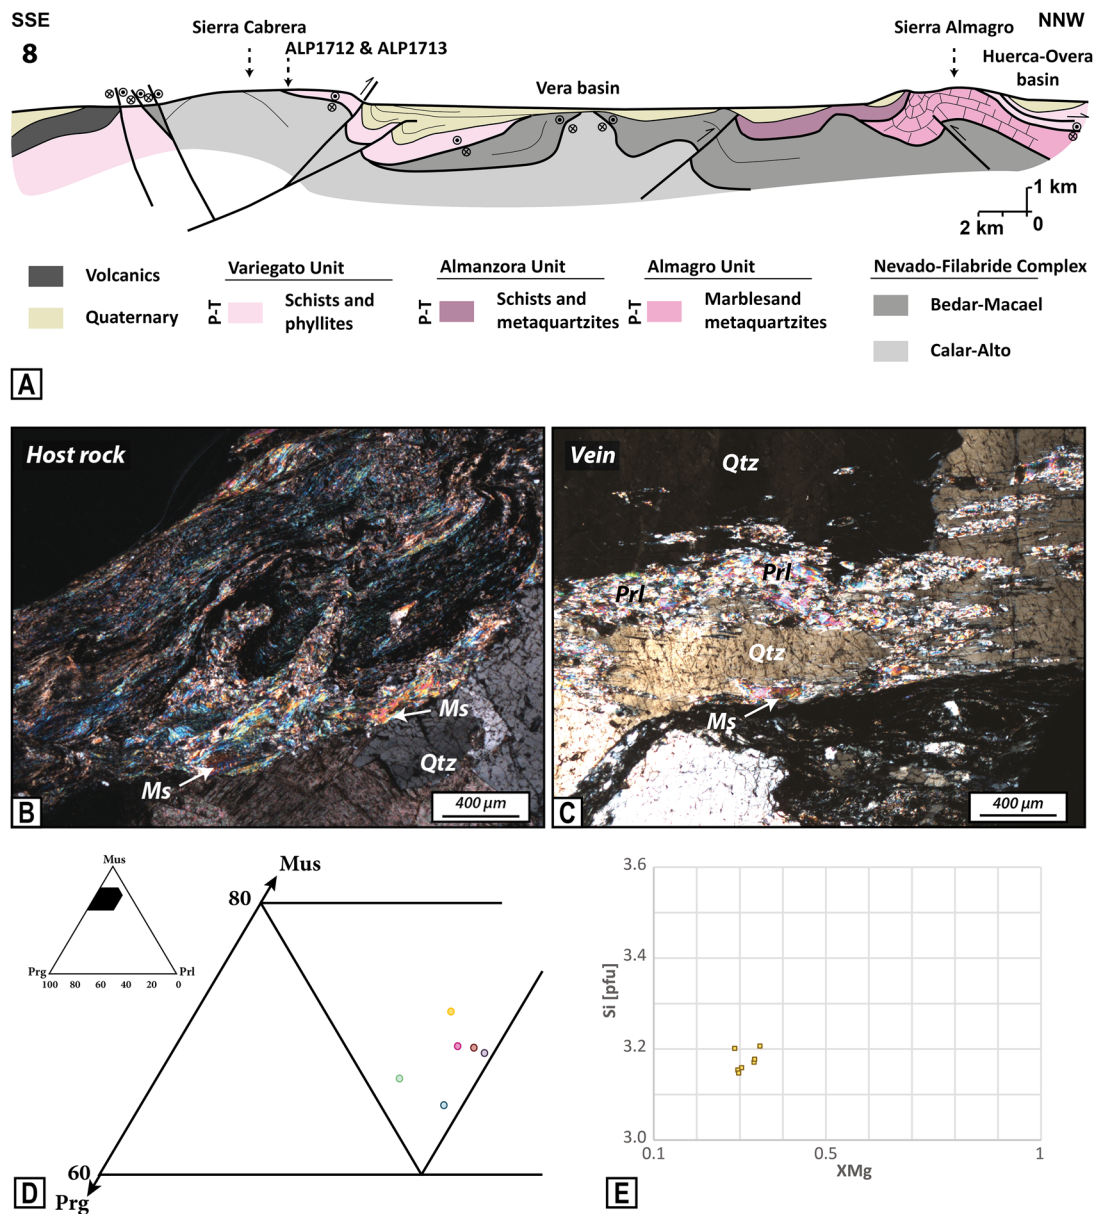 SSE
NNW
8
Sierra Cabrera
ALP1712 & ALP1713
Vera basin
Sierra Almagro
Huerca-Overa
basin
1 km
2 km
0
Volcanics
Quaternary
Variegato Unit
P-T
Schists and
phyllites
Almanzora Unit
P-T
Schists and
metaquartzites
Almagro Unit
P-T
Marblesand
metaquartzites
Nevado-Filabride Complex
Bedar-Macael
Calar-Alto
A
Host rock
Ms
Ms
Qtz
400 µm
B
Vein
Qtz
Prl
Prl
Qtz
Ms
400 µm
C
Mus
Prg
Prl
100 80 60 40 20 0
Mus
80
60
Prg
D
3.6
3.4
3.2
3.0
Si [pfu]
0.1
0.5
1
XMg
E